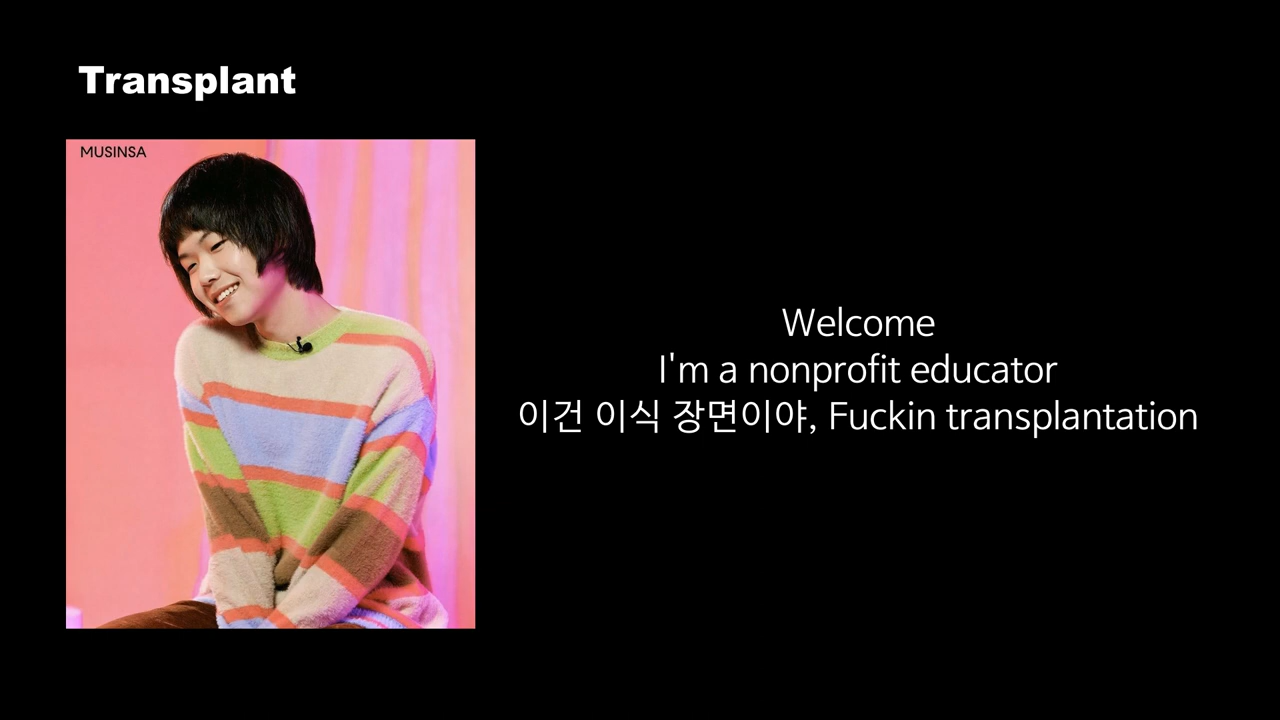 Transplant
MUSINSA
Welcome
I'm a nonprofit educator
이건 이식 장면이야, Fuckin transplantation